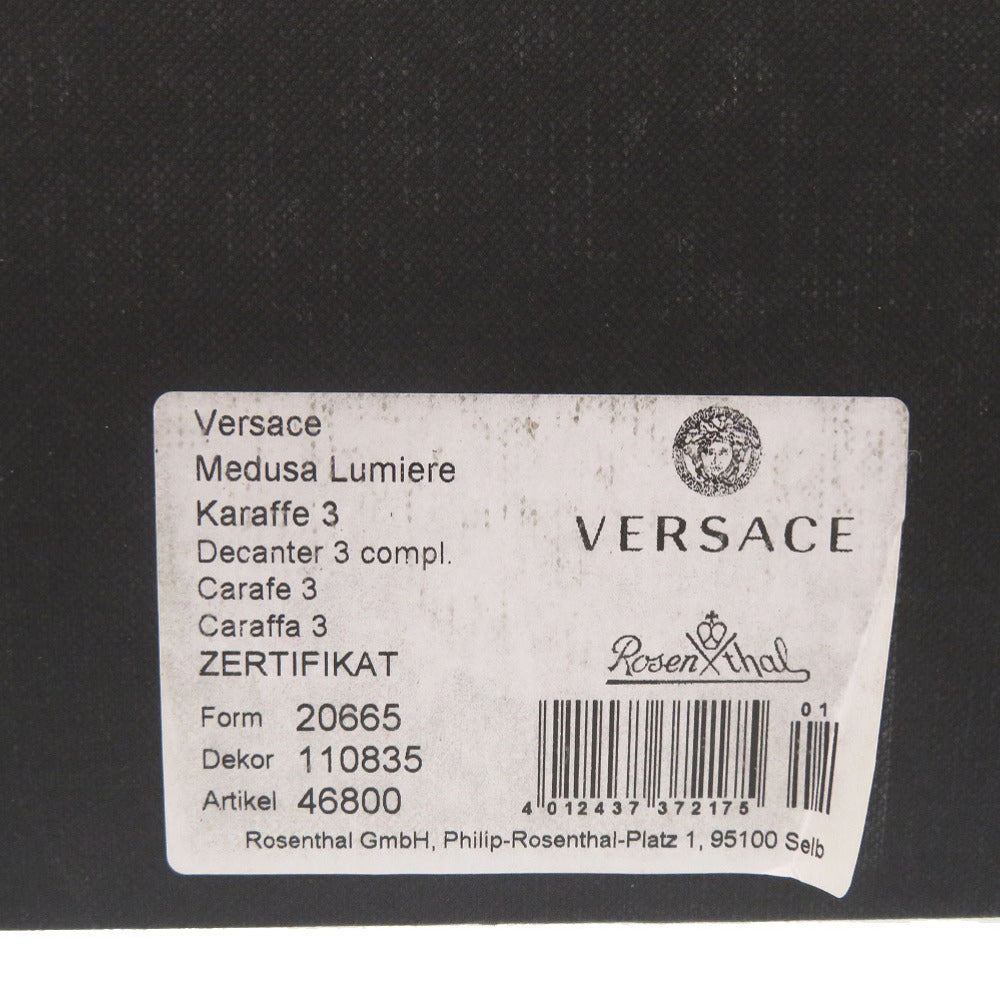 Versace
Medusa Lumiere
Karaffe 3
Decanter 3 compl.
Carafe 3
Caraffa 3
ZERTIFIKAT
Form 20665
Dekor 110835
Artikel 46800
VERSACE
Rosenthal
01
4 012437 372175
Rosenthal GmbH, Philip-Rosenthal-Platz 1, 95100 Selb